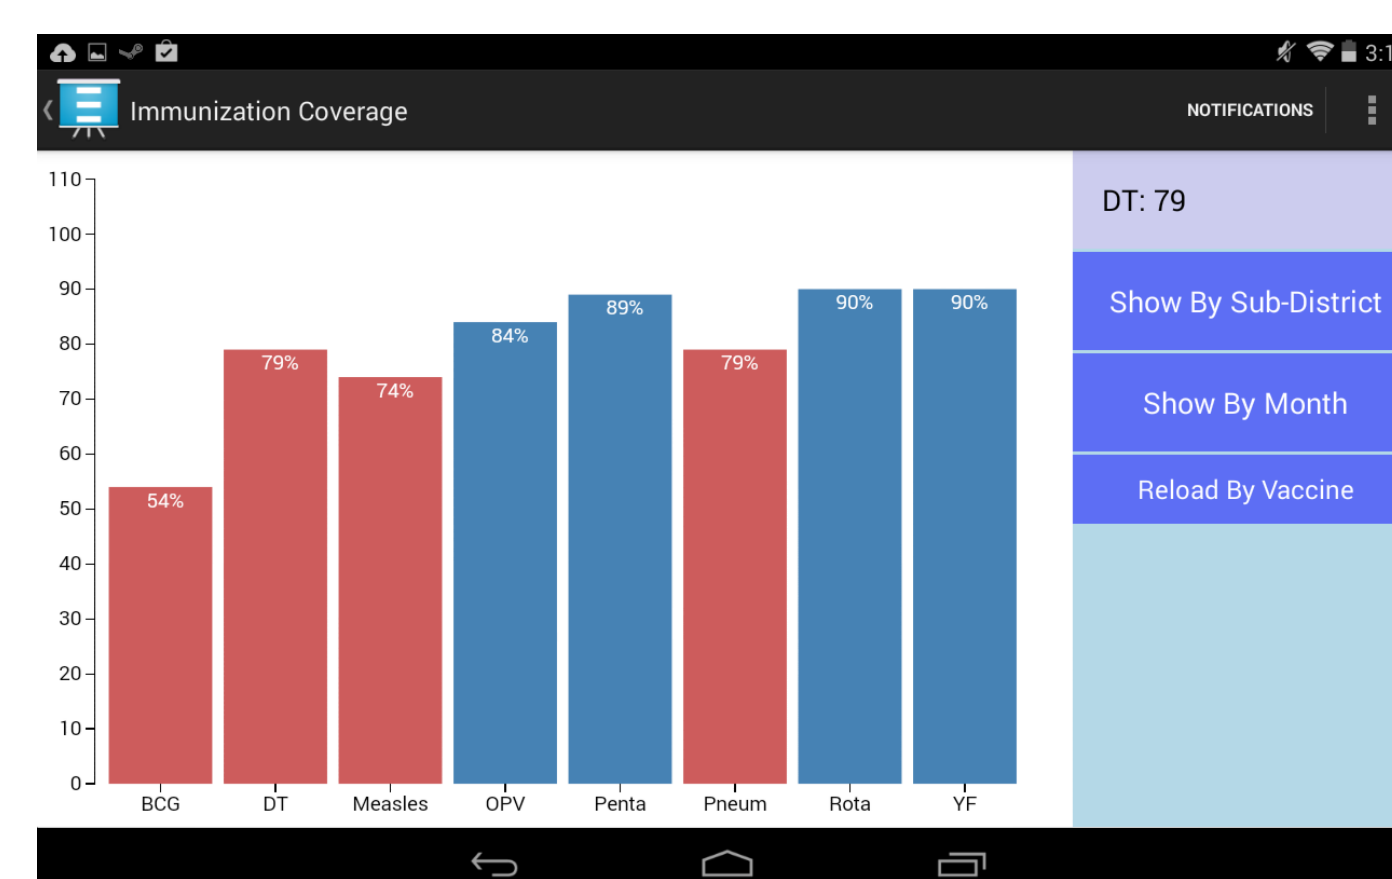 3:1
Immunization Coverage
NOTIFICATIONS
110
100
90
80
70
60
50
40
30
20
10
0
54%
79%
74%
84%
89%
79%
90%
90%
BCG
DT
Measles
OPV
Penta
Pneum
Rota
YF
DT: 79
Show By Sub-District
Show By Month
Reload By Vaccine